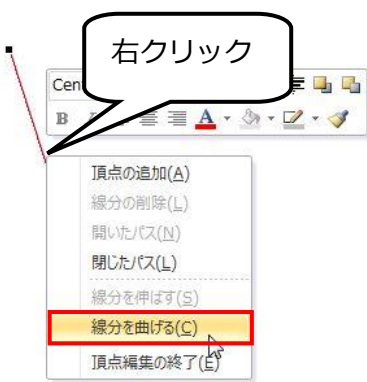 右クリック
Cen
B
A
頂点の追加(A)
線分の削除(L)
開いたパス(N)
閉じたパス(L)
線分を伸ばす(S)
線分を曲げる(C)
頂点編集の終了(E)